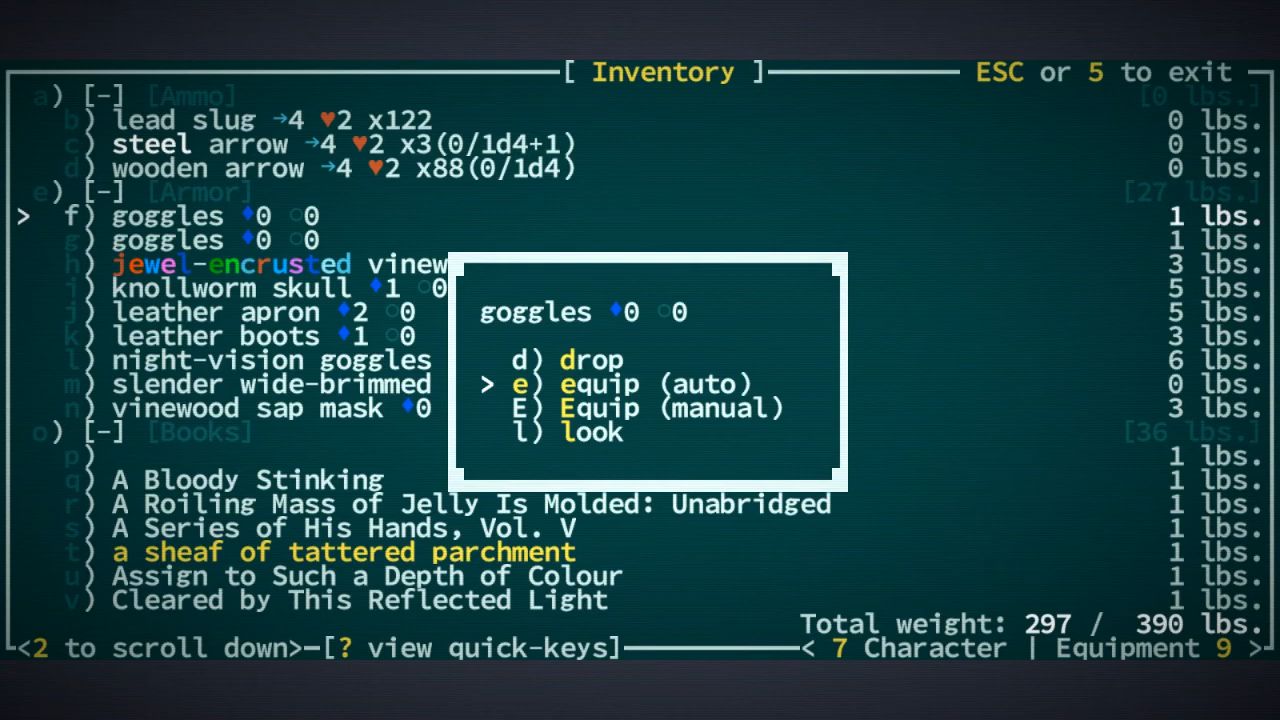 [ Inventory ] ESC or 5 to exit
a) [-] [Ammo] [0 lbs.]
b) lead slug →4 ♥2 x122 0 lbs.
c) steel arrow →4 ♥2 x3(0/1d4+1) 0 lbs.
d) wooden arrow →4 ♥2 x88(0/1d4) 0 lbs.
e) [-] [Armor] [27 lbs.]
> f) goggles ♦0 ○0 1 lbs.
g) goggles ♦0 ○0 1 lbs.
h) jewel-encrusted vinew 3 lbs.
i) knollworm skull ♦1 ○0 5 lbs.
j) leather apron ♦2 ○0 5 lbs.
k) leather boots ♦1 ○0 3 lbs.
l) night-vision goggles 6 lbs.
m) slender wide-brimmed 0 lbs.
n) vinewood sap mask ♦0 3 lbs.
o) [-] [Books] [36 lbs.]
p) 1 lbs.
q) A Bloody Stinking 1 lbs.
r) A Roiling Mass of Jelly Is Molded: Unabridged 1 lbs.
s) A Series of His Hands, Vol. V 1 lbs.
t) a sheaf of tattered parchment 1 lbs.
u) Assign to Such a Depth of Colour 1 lbs.
v) Cleared by This Reflected Light 1 lbs.
goggles ♦0 ○0
d) drop
> e) equip (auto)
E) Equip (manual)
l) look
Total weight: 297 / 390 lbs.
<2 to scroll down> [? view quick-keys] < 7 Character | Equipment 9 >